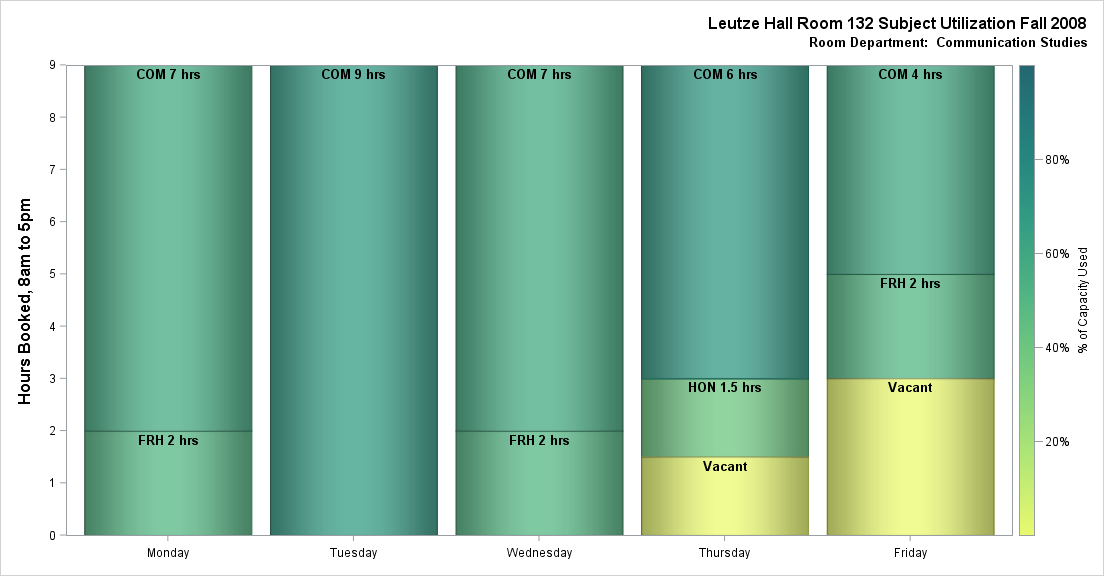 Leutze Hall Room 132 Subject Utilization Fall 2008
Room Department:  Communication Studies
Hours Booked, 8am to 5pm
9
8
7
6
5
4
3
2
1
0
COM 7 hrs
FRH 2 hrs
COM 9 hrs
COM 7 hrs
FRH 2 hrs
COM 6 hrs
HON 1.5 hrs
Vacant
COM 4 hrs
FRH 2 hrs
Vacant
Monday
Tuesday
Wednesday
Thursday
Friday
80%
60%
40%
20%
% of Capacity Used